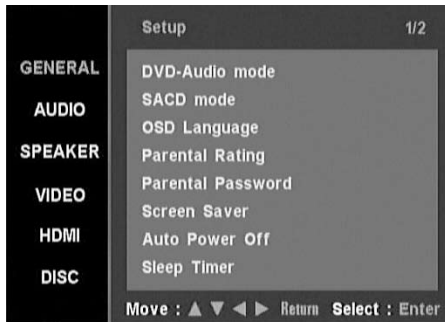 Setup 1/2
GENERAL
AUDIO
SPEAKER
VIDEO
HDMI
DISC
DVD-Audio mode
SACD mode
OSD Language
Parental Rating
Parental Password
Screen Saver
Auto Power Off
Sleep Timer
Move : ▲ ▼ ◀ ▶ Return Select : Enter